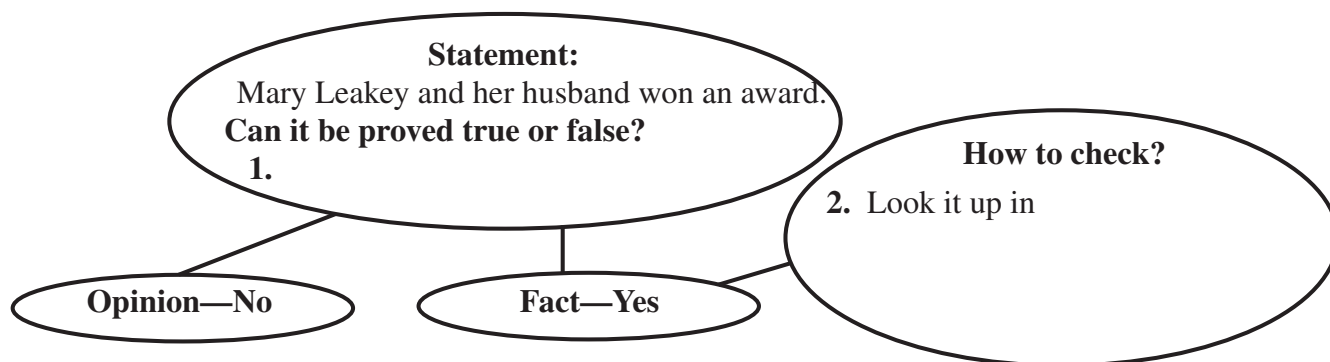 Statement:
Mary Leakey and her husband won an award.
Can it be proved true or false?
1.
How to check?
2. Look it up in
Opinion—No
Fact—Yes